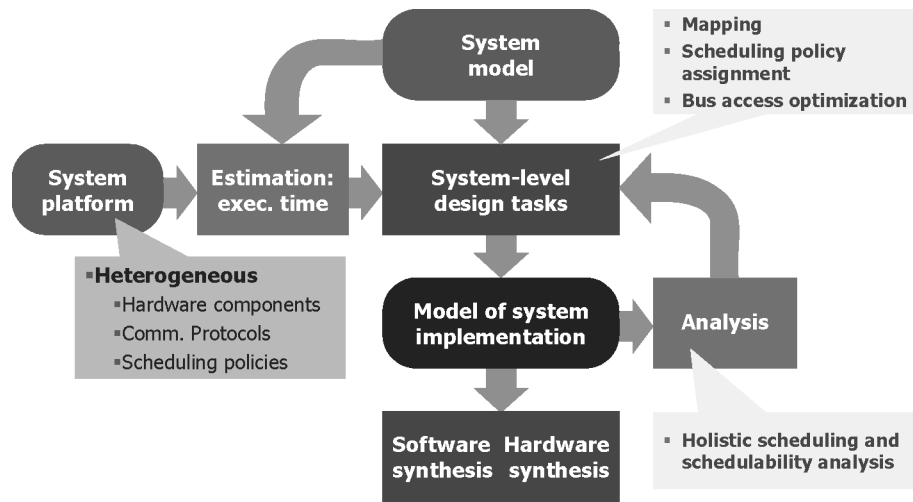 System
model
▪ Mapping
▪ Scheduling policy
assignment
▪ Bus access optimization
System
platform
Estimation:
exec. time
System-level
design tasks
▪Heterogeneous
▪Hardware components
▪Comm. Protocols
▪Scheduling policies
Model of system
implementation
Analysis
Software
synthesis
Hardware
synthesis
▪ Holistic scheduling and
schedulability analysis